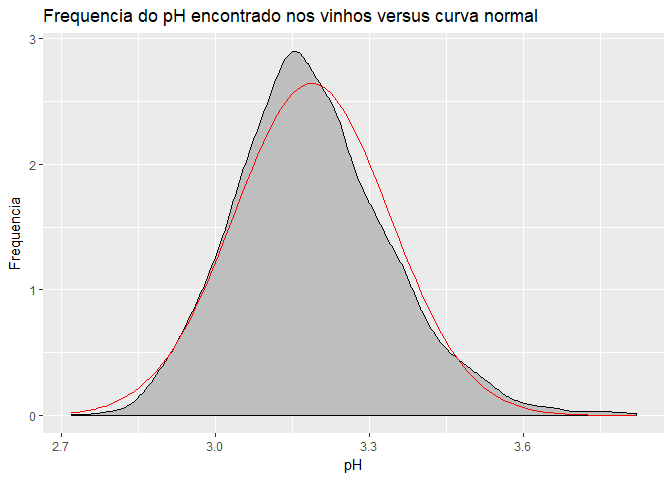 Frequencia do pH encontrado nos vinhos versus curva normal
3
2
1
0
Frequencia
2.7 3.0 3.3 3.6
pH